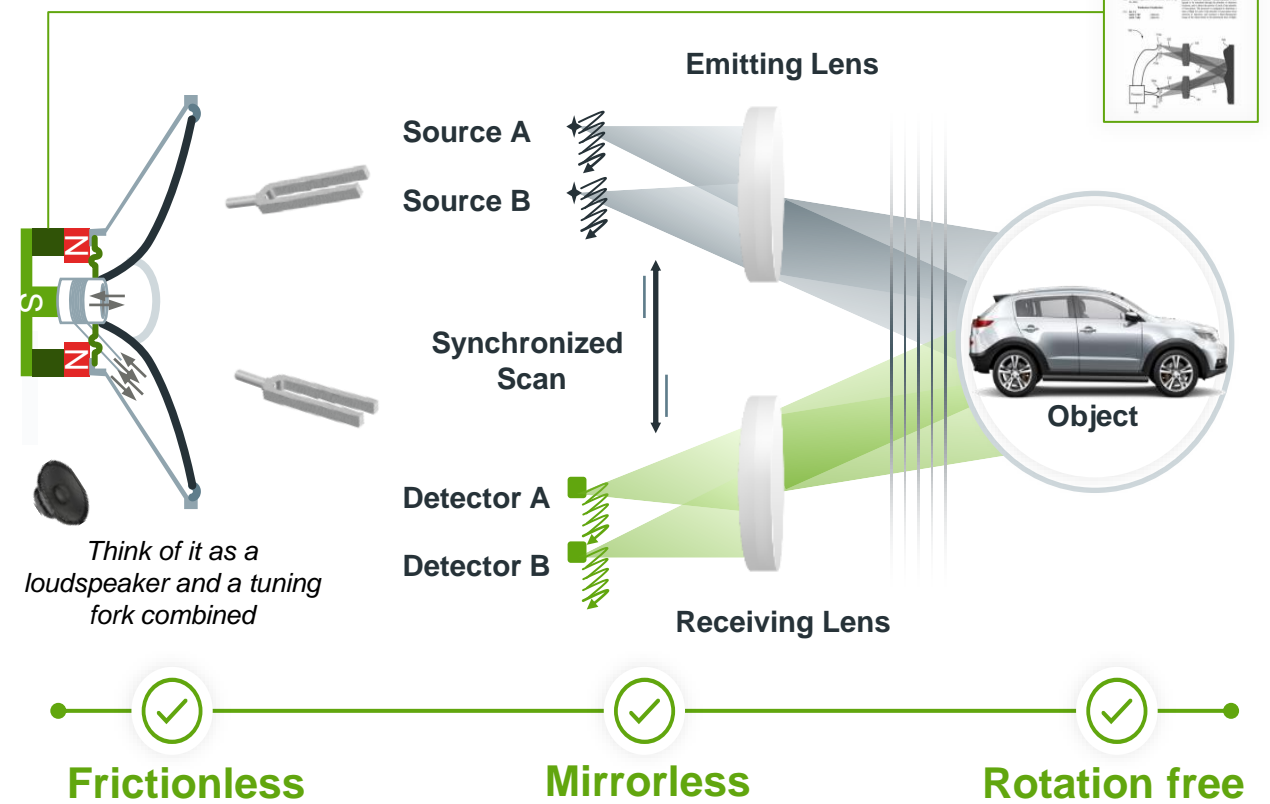 Emitting Lens
Source A
Source B
N
S
N
Synchronized
Scan
Object
Detector A
Detector B
Think of it as a
loudspeaker and a tuning
fork combined
Receiving Lens
Frictionless
Mirrorless
Rotation free